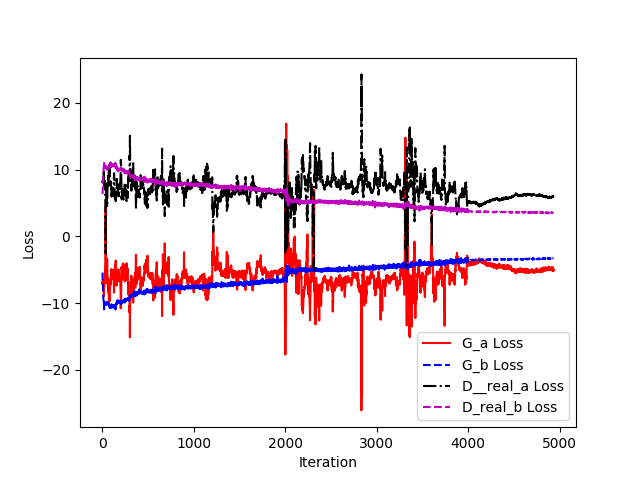 20
10
0
−10
−20
Loss
0
1000
2000
3000
4000
5000
Iteration
G_a Loss
G_b Loss
D__real_a Loss
D_real_b Loss